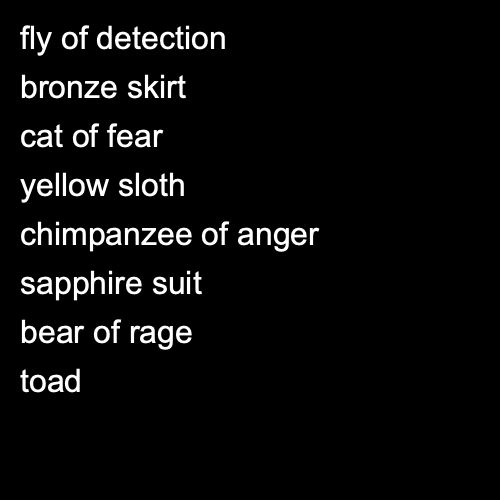 fly of detection
bronze skirt
cat of fear
yellow sloth
chimpanzee of anger
sapphire suit
bear of rage
toad